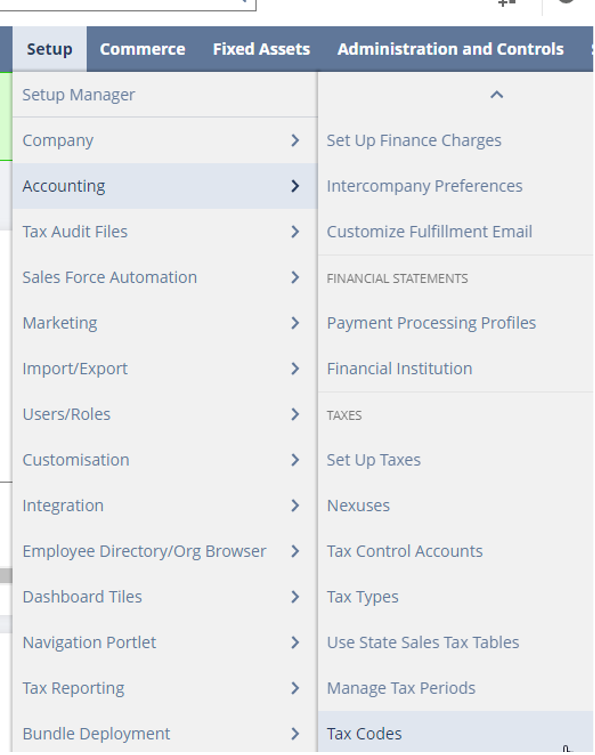 Setup Commerce Fixed Assets Administration and Controls
Setup Manager
Company
Accounting
Tax Audit Files
Sales Force Automation
Marketing
Import/Export
Users/Roles
Customisation
Integration
Employee Directory/Org Browser
Dashboard Tiles
Navigation Portlet
Tax Reporting
Bundle Deployment
Set Up Finance Charges
Intercompany Preferences
Customize Fulfillment Email
FINANCIAL STATEMENTS
Payment Processing Profiles
Financial Institution
TAXES
Set Up Taxes
Nexuses
Tax Control Accounts
Tax Types
Use State Sales Tax Tables
Manage Tax Periods
Tax Codes